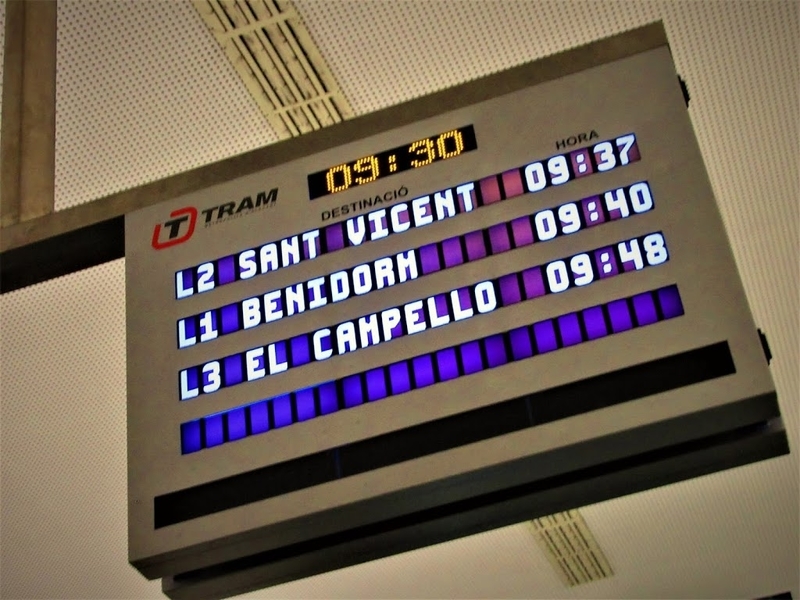 09:30
TRAM
DESTINACIÓ HORA
L2 SANT VICENT 09:37
L1 BENIDORM 09:40
L3 EL CAMPELLO 09:48